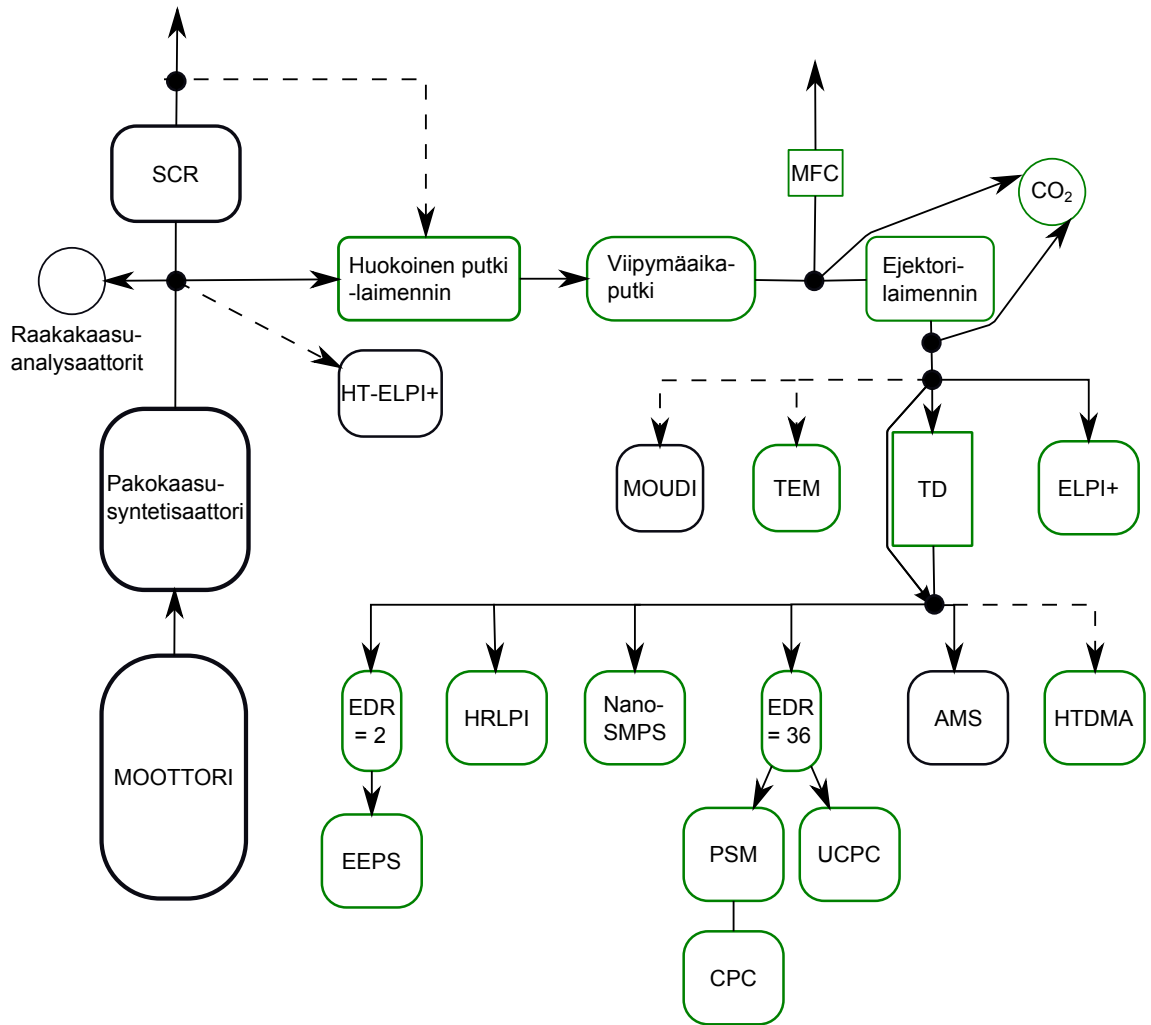 SCR
MFC
CO₂
Huokoinen putki
-laimennin
Viipymäaika-
putki
Ejektori-
laimennin
Raakakaasu-
analysaattorit
HT-ELPI+
Pakokaasu-
syntetisaattori
MOUDI
TEM
TD
ELPI+
MOOTTORI
EDR
= 2
HRLPI
Nano-
SMPS
EDR
= 36
AMS
HTDMA
EEPS
PSM
UCPC
CPC